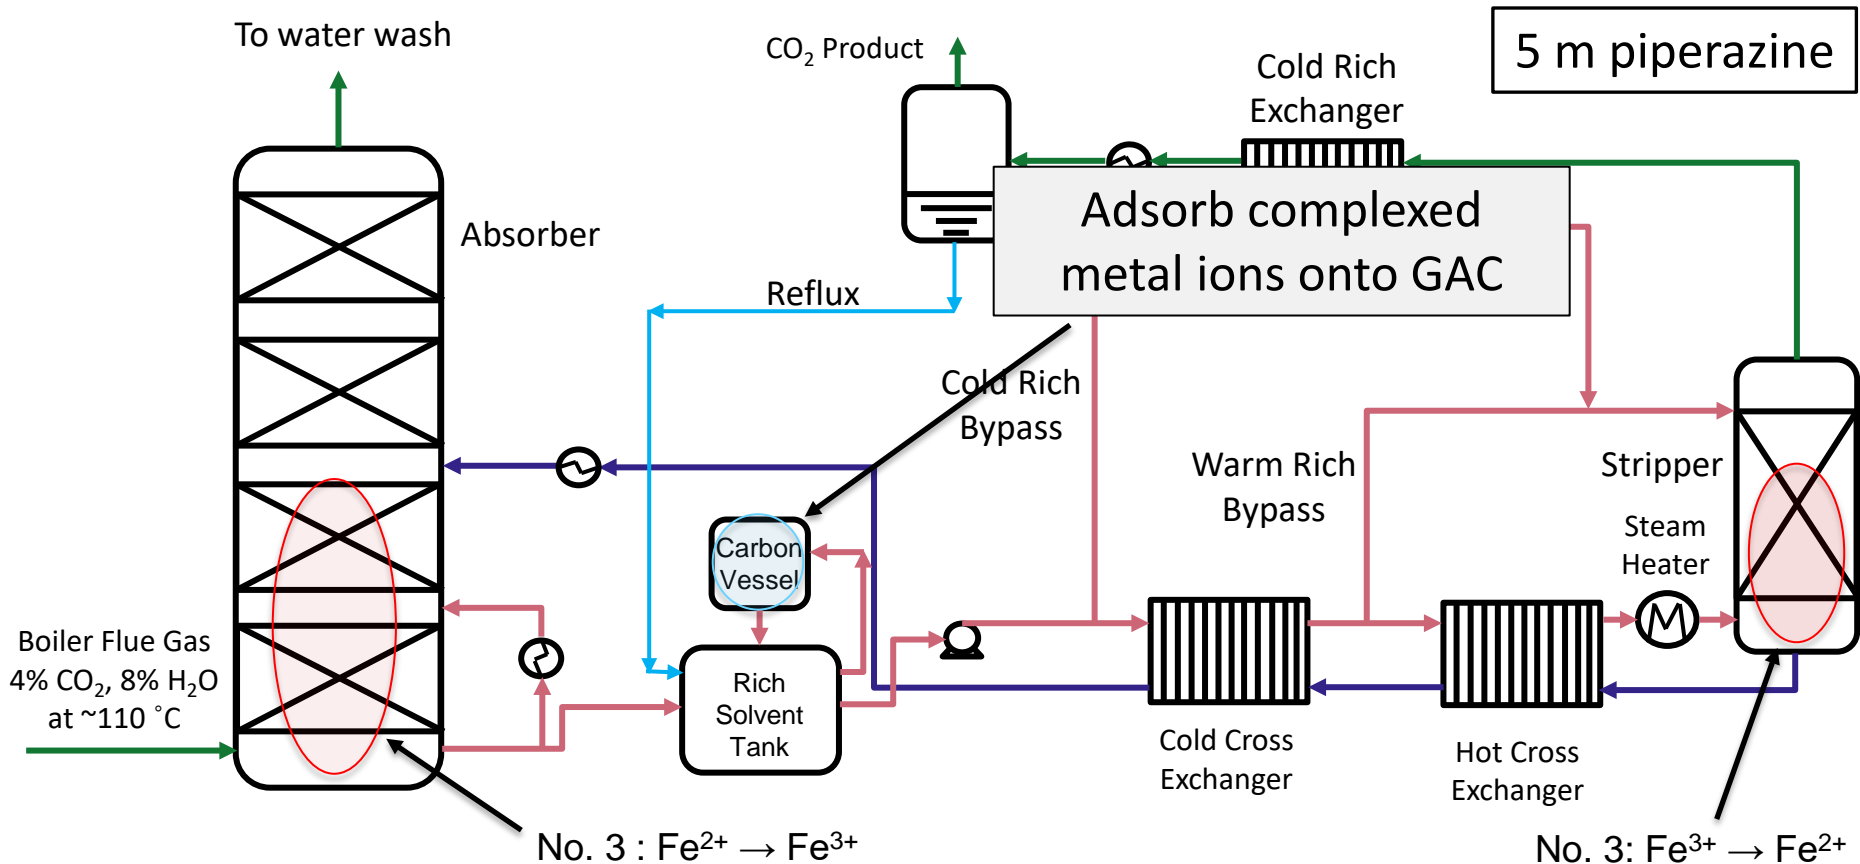 To water wash
CO₂ Product
Cold Rich
Exchanger
5 m piperazine
Absorber
Adsorb complexed
metal ions onto GAC
Reflux
Cold Rich
Bypass
Warm Rich
Bypass
Stripper
Steam
Heater
Carbon
Vessel
Boiler Flue Gas
4% CO₂, 8% H₂O
at ~110 ˚C
Rich
Solvent
Tank
Cold Cross
Exchanger
Hot Cross
Exchanger
No. 3 : Fe²⁺ → Fe³⁺
No. 3: Fe³⁺ → Fe²⁺